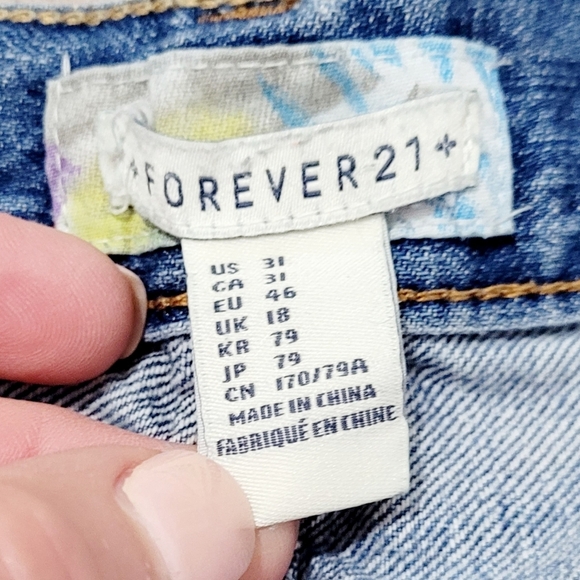 FOREVER 21
US 31
CA 31
EU 46
UK 18
KR 79
JP 79
CN 170/79A
MADE IN CHINA
FABRIQUÉ EN CHINE